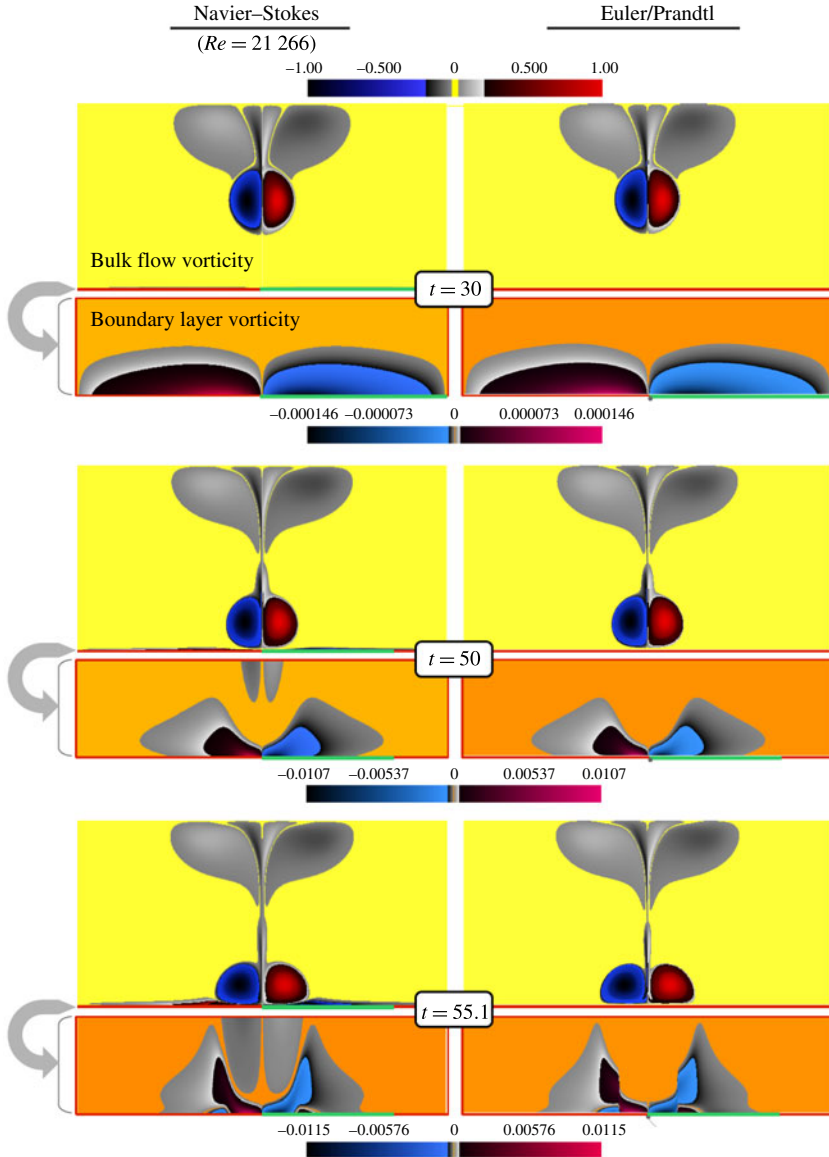 Navier–Stokes
Euler/Prandtl
(Re = 21 266)
–1.00 –0.500 0 0.500 1.00
Bulk flow vorticity
t = 30
Boundary layer vorticity
–0.000146 –0.000073 0 0.000073 0.000146
t = 50
–0.0107 –0.00537 0 0.00537 0.0107
t = 55.1
–0.0115 –0.00576 0 0.00576 0.0115